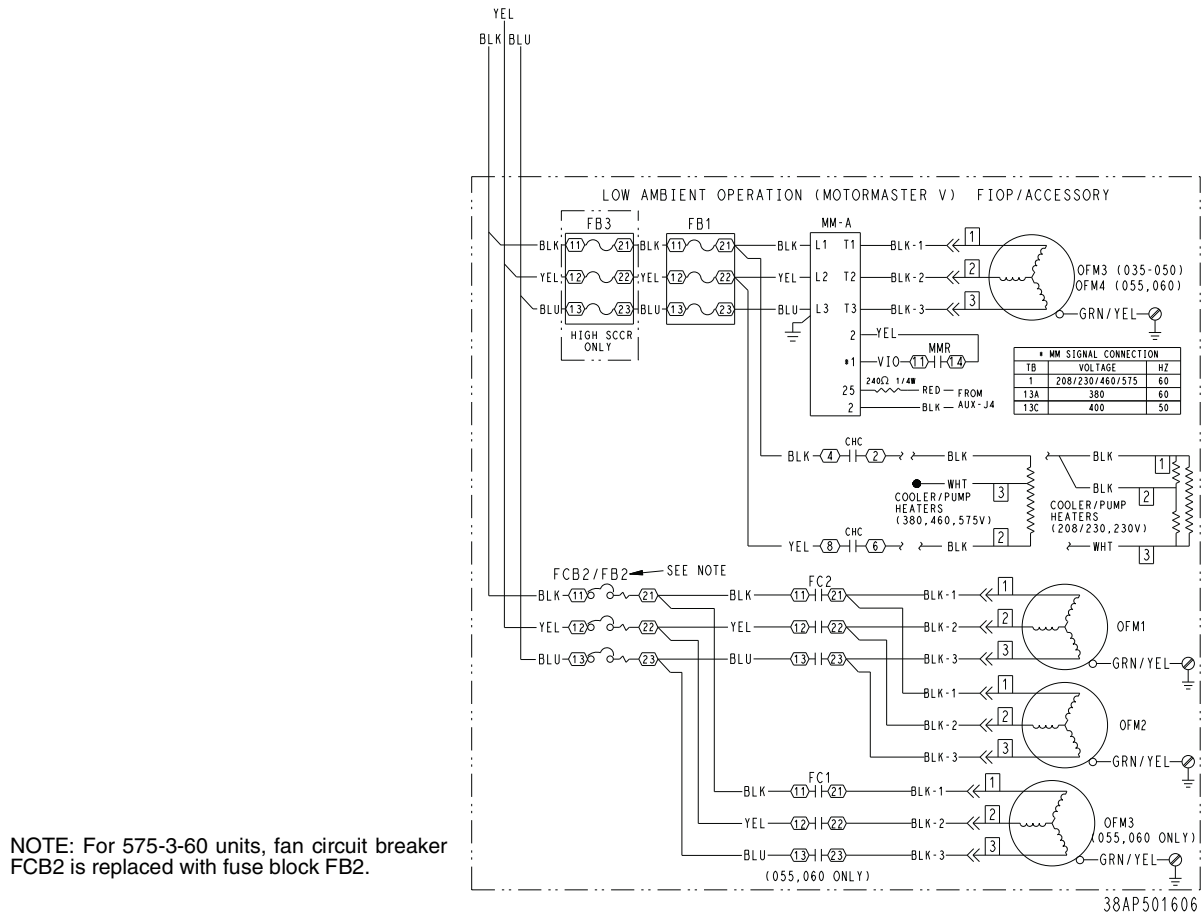 YEL
BLK BLU
LOW AMBIENT OPERATION (MOTORMASTER V) FIOP/ACCESSORY
FB3 FB1 MM-A
BLK 11 21 BLK 11 21 BLK L1 T1 BLK-1 1
YEL 12 22 YEL 12 22 YEL L2 T2 BLK-2 2
OFM3 (035-050)
OFM4 (055,060)
BLU 13 23 BLU 13 23 BLU L3 T3 BLK-3 3
GRN/YEL
HIGH SCCR
ONLY
2 YEL
MMR
*1 VIO 11 14
240Ω 1/4W
25 RED FROM
2 BLK AUX-J4
* MM SIGNAL CONNECTION
TB VOLTAGE HZ
1 208/230/460/575 60
13A 380 60
13C 400 50
CHC
BLK 4 2 BLK
WHT 3
COOLER/PUMP
HEATERS
(380,460,575V)
CHC
YEL 8 6 BLK 2
BLK 1
BLK 2
COOLER/PUMP
HEATERS
(208/230,230V)
WHT 3
FCB2/FB2 SEE NOTE
FC2
BLK 11 21 BLK 11 21 BLK-1 1
YEL 12 22 YEL 12 22 BLK-2 2 OFM1
BLU 13 23 BLU 13 23 BLK-3 3
GRN/YEL
BLK-1 1
BLK-2 2 OFM2
BLK-3 3
GRN/YEL
FC1
BLK 11 21 BLK-1 1
YEL 12 22 BLK-2 2 OFM3
(055,060 ONLY)
BLU 13 23 BLK-3 3
GRN/YEL
(055,060 ONLY)
NOTE: For 575-3-60 units, fan circuit breaker
FCB2 is replaced with fuse block FB2.
38AP501606